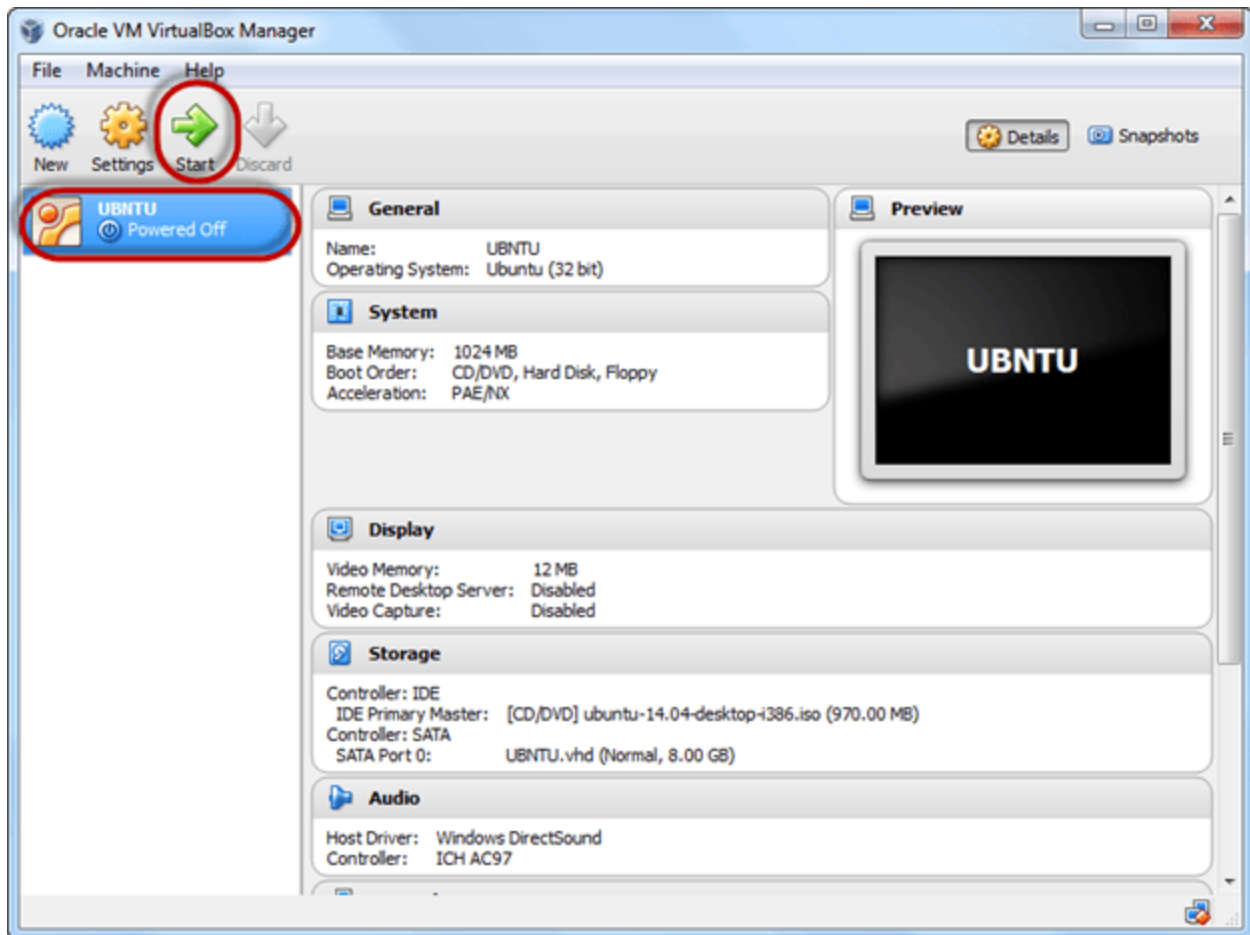 Oracle VM VirtualBox Manager
File Machine Help
New Settings Start Discard
Details Snapshots
UBNTU
Powered Off
General
Name: UBNTU
Operating System: Ubuntu (32 bit)
System
Base Memory: 1024 MB
Boot Order: CD/DVD, Hard Disk, Floppy
Acceleration: PAE/NX
Preview
UBNTU
Display
Video Memory: 12 MB
Remote Desktop Server: Disabled
Video Capture: Disabled
Storage
Controller: IDE
IDE Primary Master: [CD/DVD] ubuntu-14.04-desktop-i386.iso (970.00 MB)
Controller: SATA
SATA Port 0: UBNTU.vhd (Normal, 8.00 GB)
Audio
Host Driver: Windows DirectSound
Controller: ICH AC97